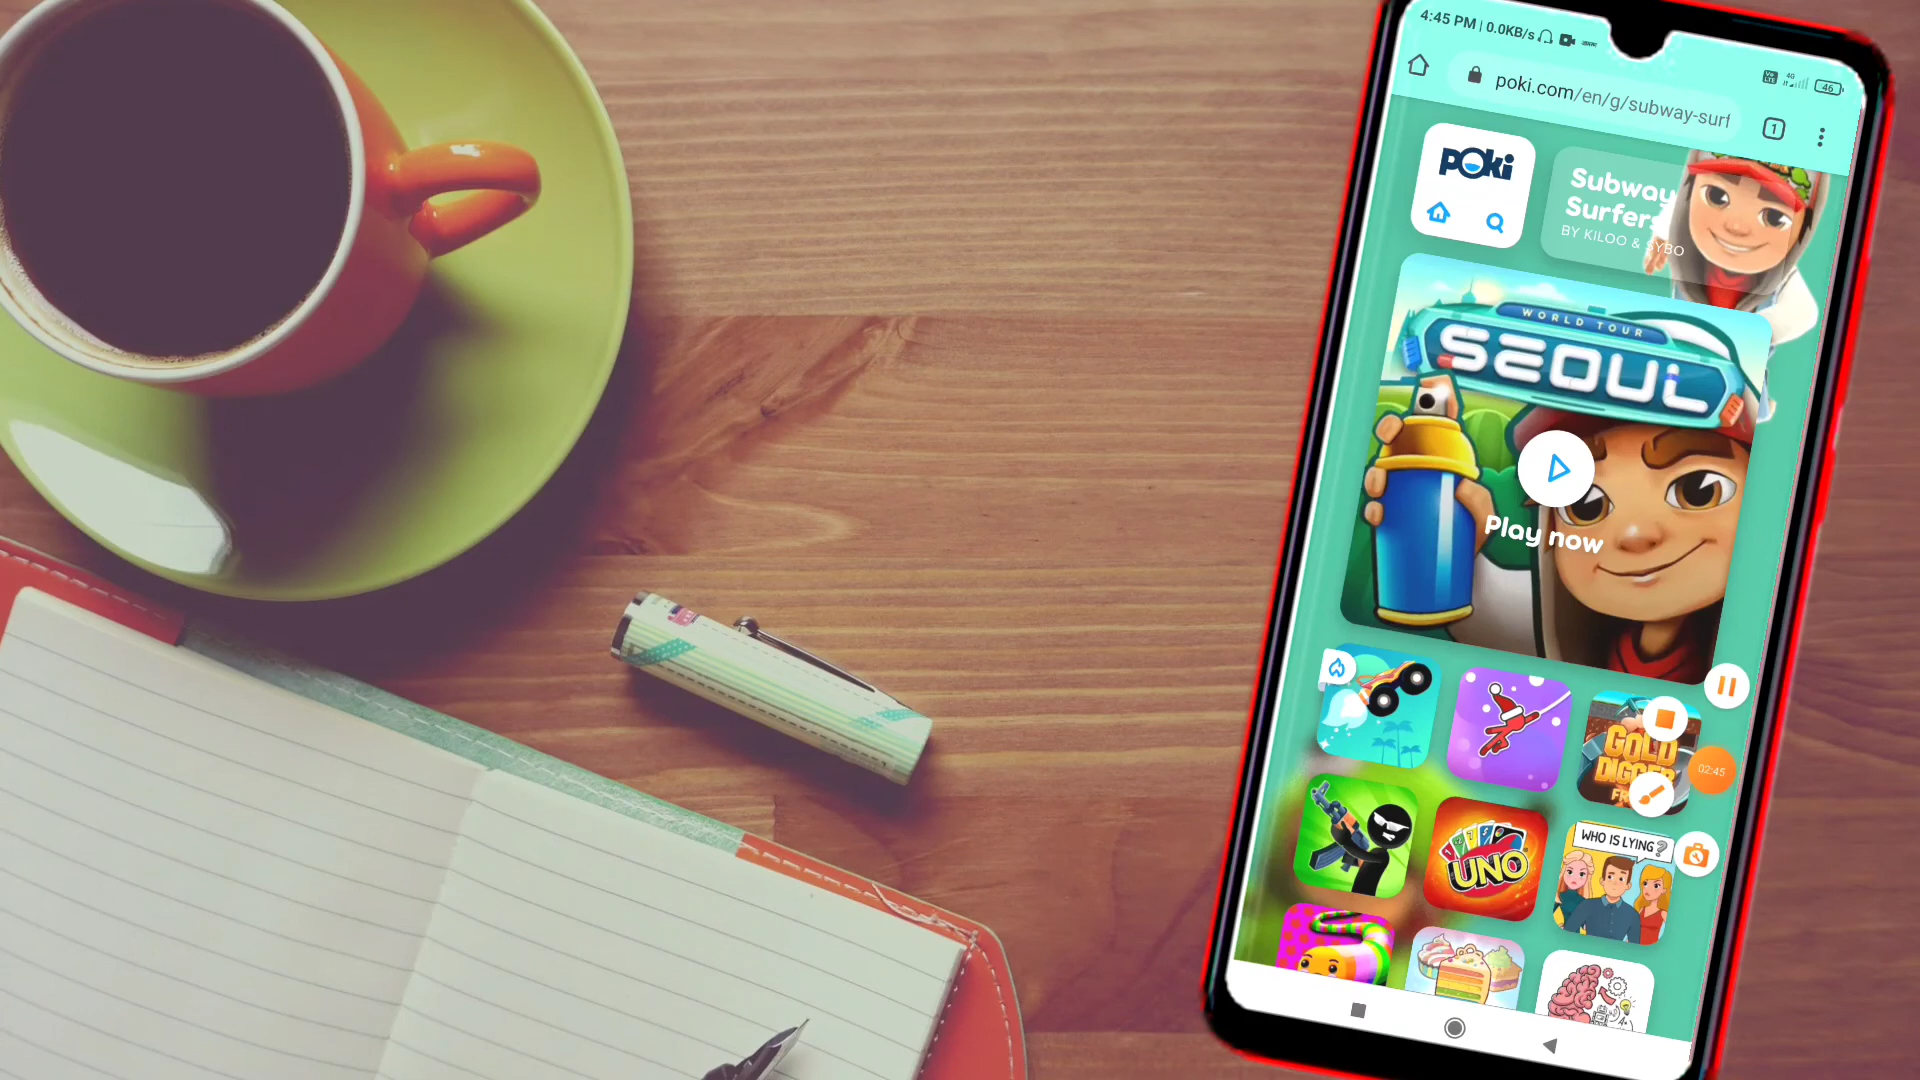 4:45 PM | 0.0KB/s
46
poki.com/en/g/subway-surf
1
poki
Subway
Surfers
BY KILOO & SYBO
WORLD TOUR
SEOUL
Play now
GOLD
DIGGER
02:45
UNO
WHO IS LYING?